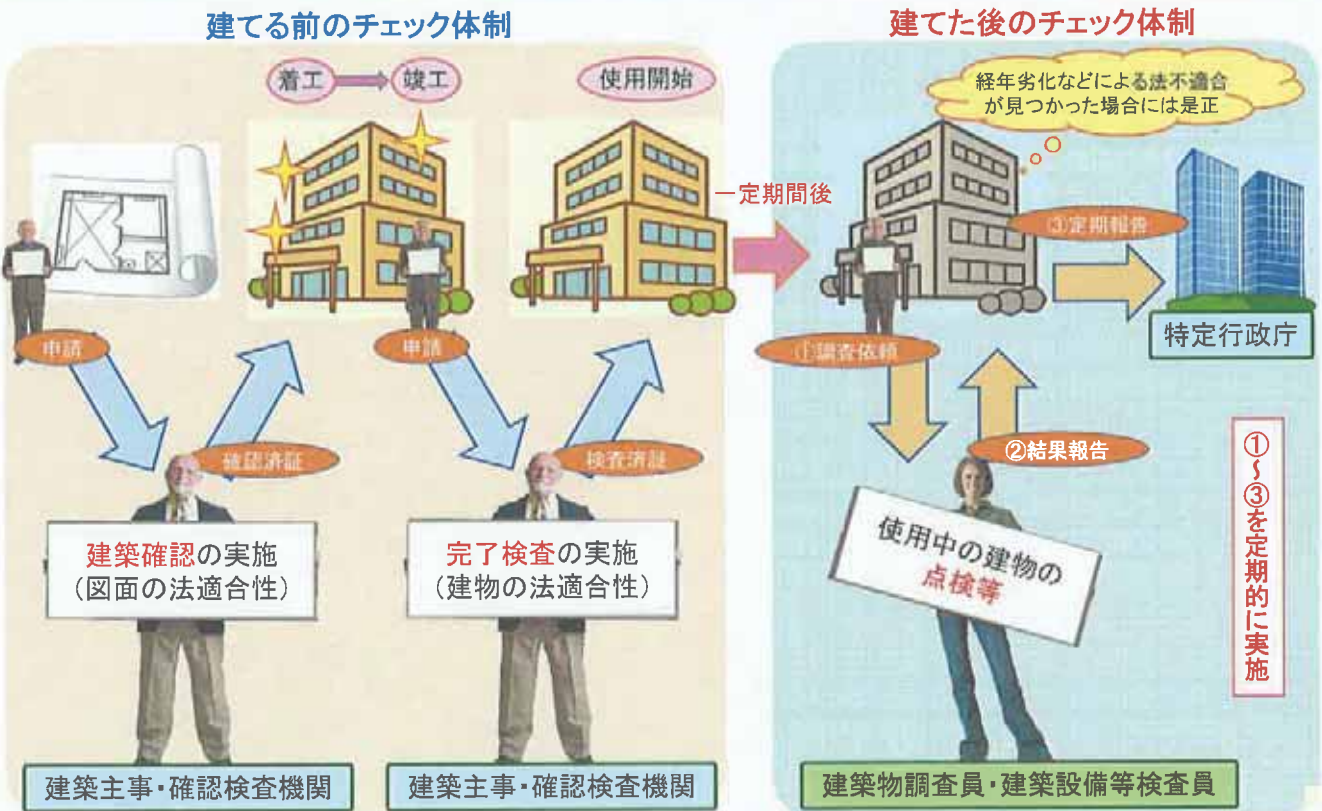 建てる前のチェック体制
着工
竣工
使用開始
申請
確認済証
申請
検査済証
建築確認の実施
(図面の法適合性)
完了検査の実施
(建物の法適合性)
建築主事・確認検査機関
建築主事・確認検査機関
一定期間後
建てた後のチェック体制
経年劣化などによる法不適合
が見つかった場合には是正
③定期報告
特定行政庁
①調査依頼
②結果報告
使用中の建物の
点検等
①～③を定期的に実施
建築物調査員・建築設備等検査員